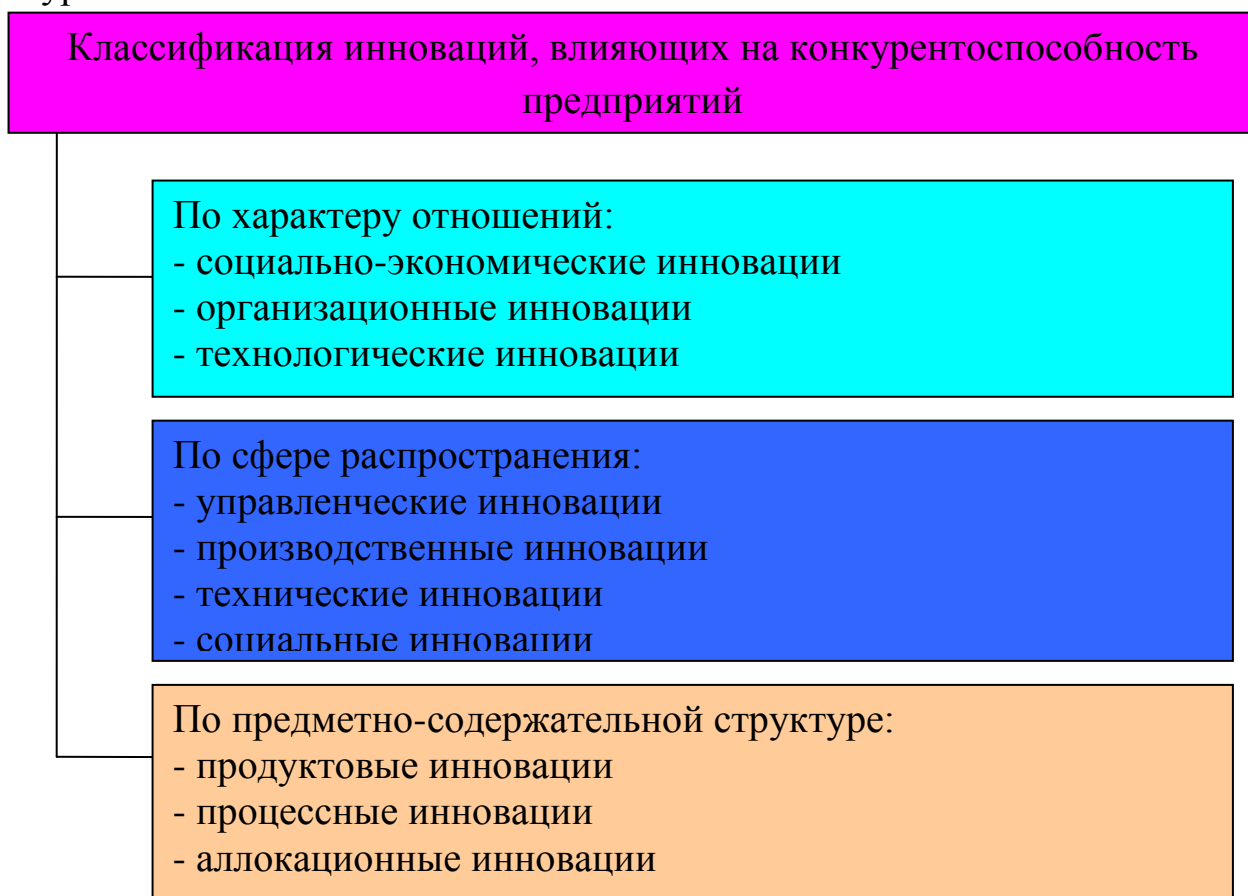 Классификация инноваций, влияющих на конкурентоспособность
предприятий
По характеру отношений:
- социально-экономические инновации
- организационные инновации
- технологические инновации
По сфере распространения:
- управленческие инновации
- производственные инновации
- технические инновации
- социальные инновации
По предметно-содержательной структуре:
- продуктовые инновации
- процессные инновации
- аллокационные инновации